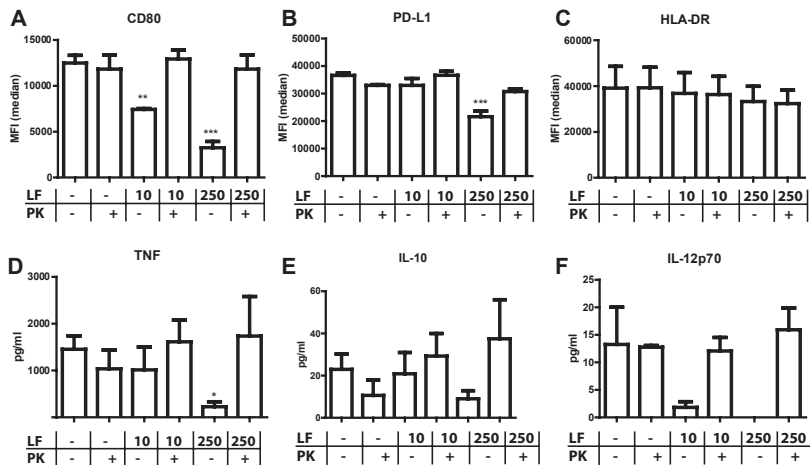 A
CD80
MFI (median)
15000
10000
5000
0
**
***
LF - - 10 10 250 250
PK - + - + - +
B
PD-L1
MFI (median)
50000
40000
30000
20000
10000
0
***
LF - - 10 10 250 250
PK - + - + - +
C
HLA-DR
MFI (median)
60000
40000
20000
0
LF - - 10 10 250 250
PK - + - + - +
D
TNF
pg/ml
3000
2000
1000
0
*
LF - - 10 10 250 250
PK - + - + - +
E
IL-10
pg/ml
60
40
20
0
LF - - 10 10 250 250
PK - + - + - +
F
IL-12p70
pg/ml
25
20
15
10
5
0
LF - - 10 10 250 250
PK - + - + - +